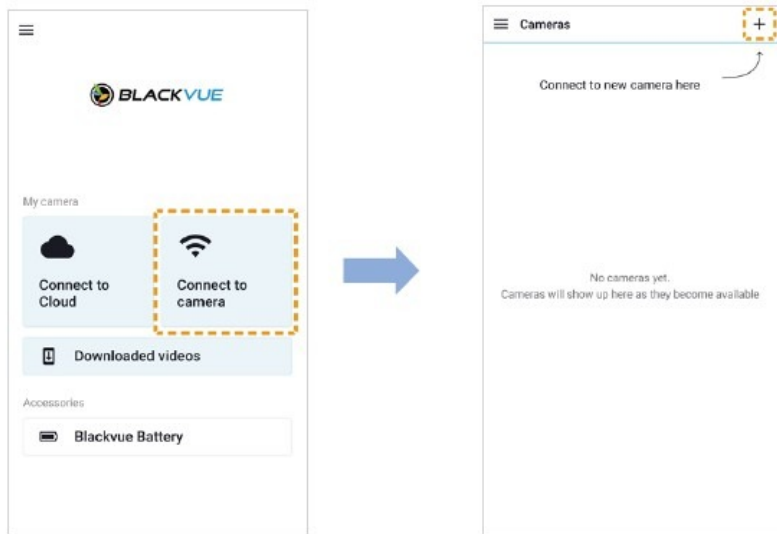 BLACKVUE
My camera
Connect to
Cloud
Connect to
camera
Downloaded videos
Accessories
Blackvue Battery
Cameras
Connect to new camera here
No cameras yet.
Cameras will show up here as they become available